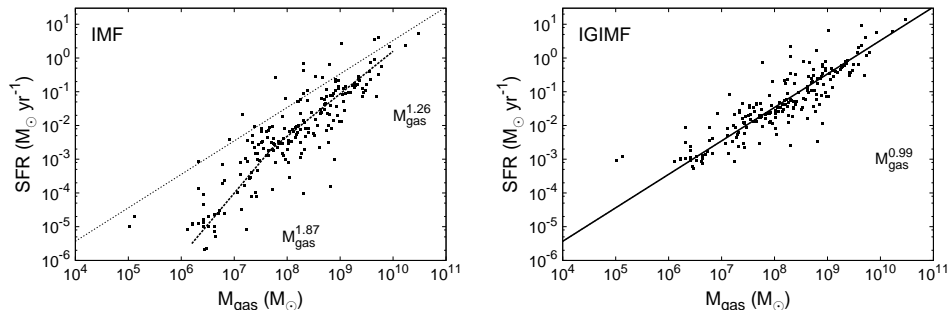 IMF
SFR (M⊙ yr⁻¹)
10¹
10⁰
10⁻¹
10⁻²
10⁻³
10⁻⁴
10⁻⁵
10⁻⁶
M_gas^1.26
M_gas^1.87
10⁴ 10⁵ 10⁶ 10⁷ 10⁸ 10⁹ 10¹⁰ 10¹¹
M_gas (M⊙)
IGIMF
SFR (M⊙ yr⁻¹)
10¹
10⁰
10⁻¹
10⁻²
10⁻³
10⁻⁴
10⁻⁵
10⁻⁶
M_gas^0.99
10⁴ 10⁵ 10⁶ 10⁷ 10⁸ 10⁹ 10¹⁰ 10¹¹
M_gas (M⊙)